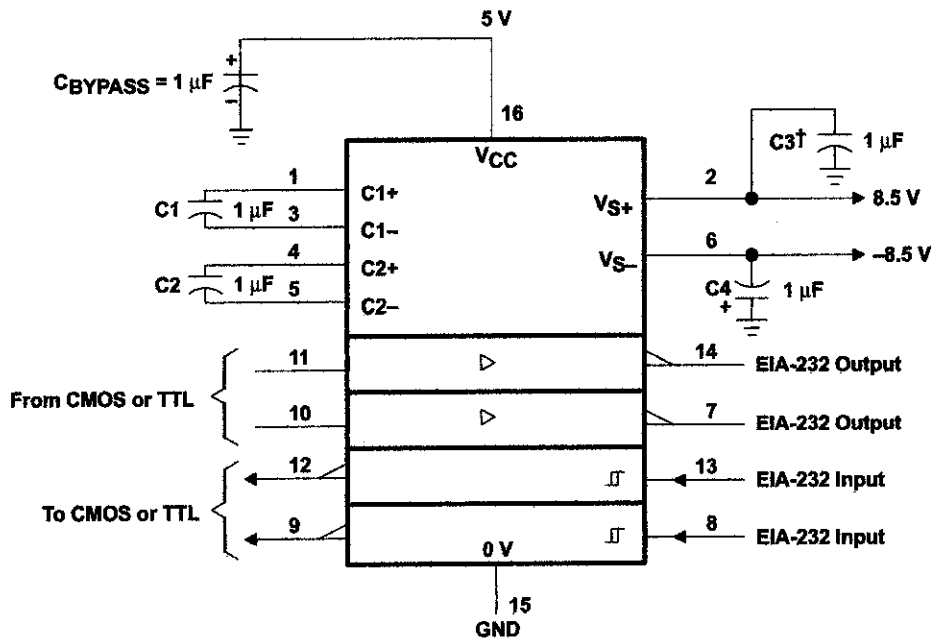 5 V
CBYPASS = 1 µF
+
–
16
VCC
C3†
1 µF
1
C1+
2
VS+
8.5 V
C1
1 µF
3
C1–
4
C2+
6
VS–
–8.5 V
C2
1 µF
5
C2–
C4
+
1 µF
11
14
EIA-232 Output
From CMOS or TTL
10
7
EIA-232 Output
12
13
EIA-232 Input
To CMOS or TTL
9
8
EIA-232 Input
0 V
15
GND